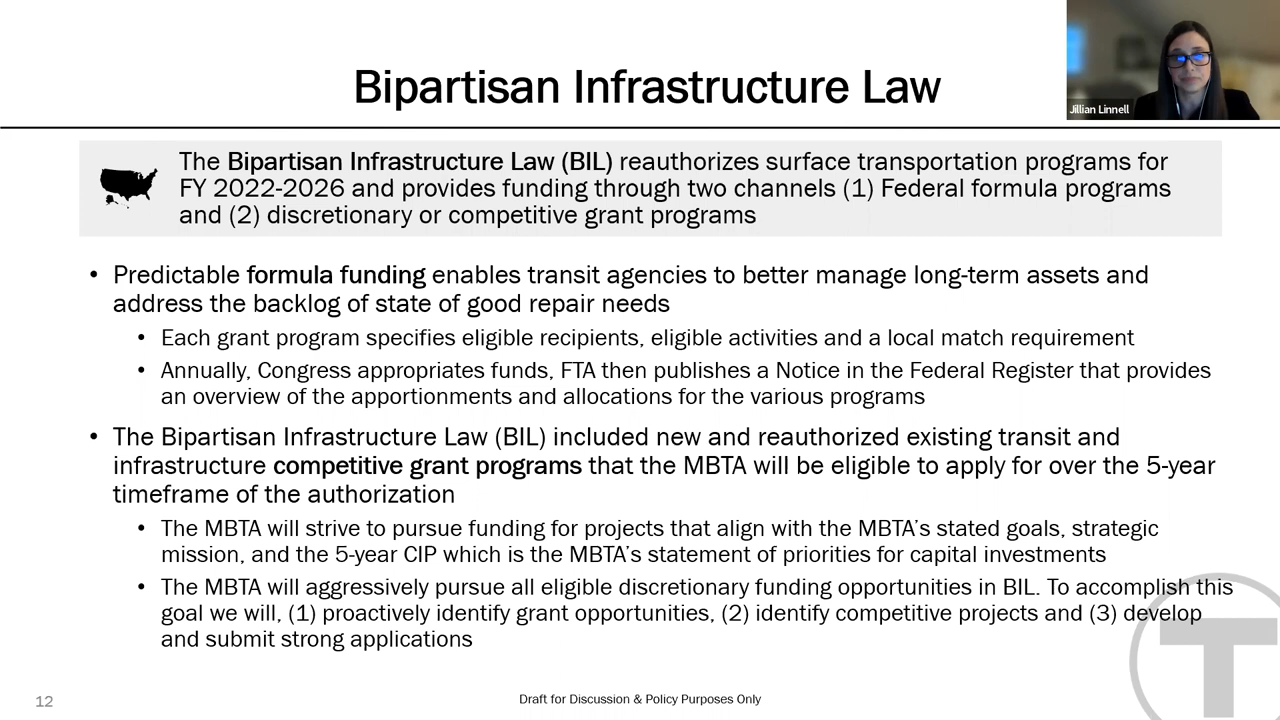 Bipartisan Infrastructure Law
Jillian Linnell
The Bipartisan Infrastructure Law (BIL) reauthorizes surface transportation programs for
FY 2022-2026 and provides funding through two channels (1) Federal formula programs
and (2) discretionary or competitive grant programs
• Predictable formula funding enables transit agencies to better manage long-term assets and
address the backlog of state of good repair needs
• Each grant program specifies eligible recipients, eligible activities and a local match requirement
• Annually, Congress appropriates funds, FTA then publishes a Notice in the Federal Register that provides
an overview of the apportionments and allocations for the various programs
• The Bipartisan Infrastructure Law (BIL) included new and reauthorized existing transit and
infrastructure competitive grant programs that the MBTA will be eligible to apply for over the 5-year
timeframe of the authorization
• The MBTA will strive to pursue funding for projects that align with the MBTA's stated goals, strategic
mission, and the 5-year CIP which is the MBTA's statement of priorities for capital investments
• The MBTA will aggressively pursue all eligible discretionary funding opportunities in BIL. To accomplish this
goal we will, (1) proactively identify grant opportunities, (2) identify competitive projects and (3) develop
and submit strong applications
T
12
Draft for Discussion & Policy Purposes Only